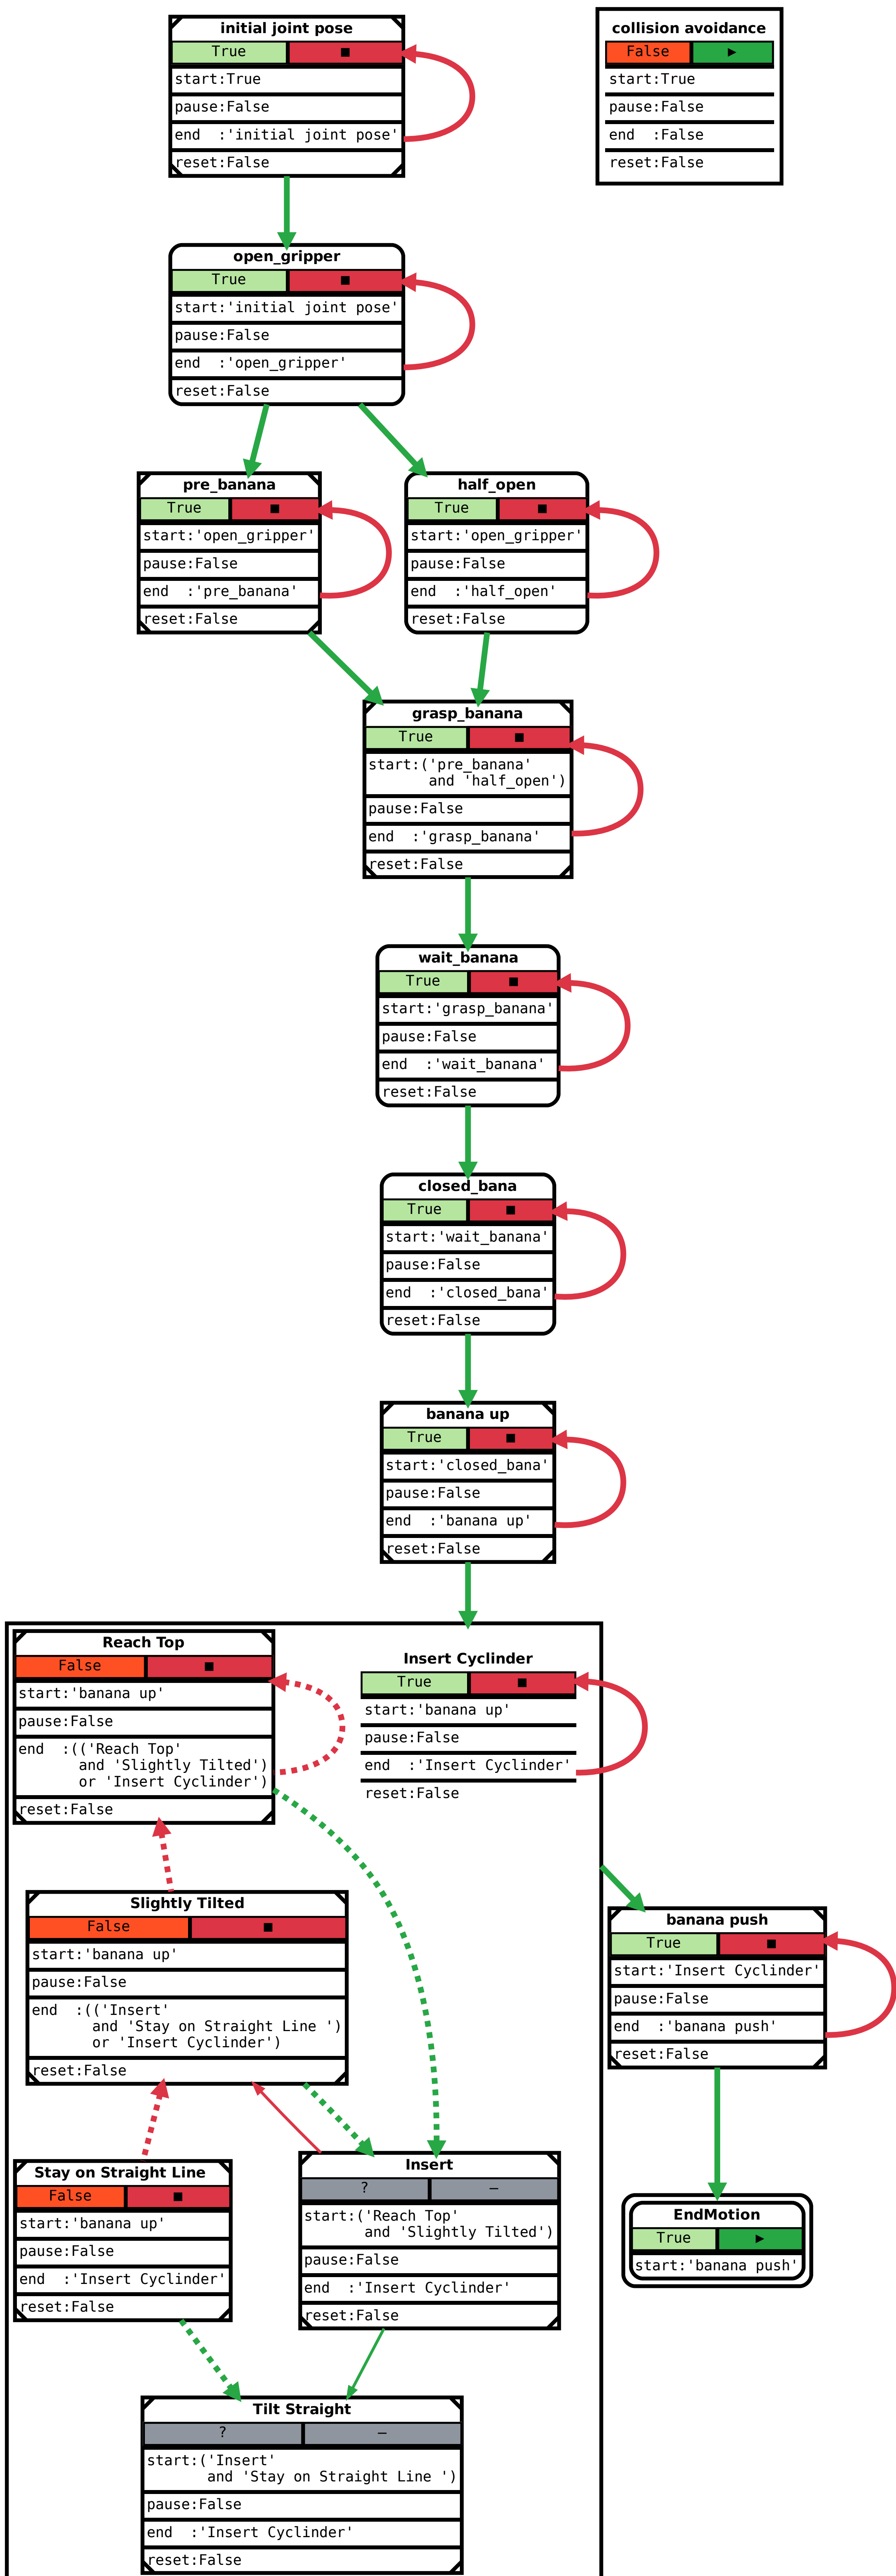 initial joint pose
True ■
start:True
pause:False
end  :'initial joint pose'
reset:False
collision avoidance
False ▶
start:True
pause:False
end  :False
reset:False
open_gripper
True ■
start:'initial joint pose'
pause:False
end  :'open_gripper'
reset:False
pre_banana
True ■
start:'open_gripper'
pause:False
end  :'pre_banana'
reset:False
half_open
True ■
start:'open_gripper'
pause:False
end  :'half_open'
reset:False
grasp_banana
True ■
start:('pre_banana'
and 'half_open')
pause:False
end  :'grasp_banana'
reset:False
wait_banana
True ■
start:'grasp_banana'
pause:False
end  :'wait_banana'
reset:False
closed_bana
True ■
start:'wait_banana'
pause:False
end  :'closed_bana'
reset:False
banana up
True ■
start:'closed_bana'
pause:False
end  :'banana up'
reset:False
Reach Top
False ■
start:'banana up'
pause:False
end  :(('Reach Top'
and 'Slightly Tilted')
or 'Insert Cyclinder')
reset:False
Insert Cyclinder
True ■
start:'banana up'
pause:False
end  :'Insert Cyclinder'
reset:False
Slightly Tilted
False ■
start:'banana up'
pause:False
end  :(('Insert'
and 'Stay on Straight Line ')
or 'Insert Cyclinder')
reset:False
banana push
True ■
start:'Insert Cyclinder'
pause:False
end  :'banana push'
reset:False
Stay on Straight Line
False ■
start:'banana up'
pause:False
end  :'Insert Cyclinder'
reset:False
Insert
? –
start:('Reach Top'
and 'Slightly Tilted')
pause:False
end  :'Insert Cyclinder'
reset:False
EndMotion
True ▶
start:'banana push'
Tilt Straight
? –
start:('Insert'
and 'Stay on Straight Line ')
pause:False
end  :'Insert Cyclinder'
reset:False